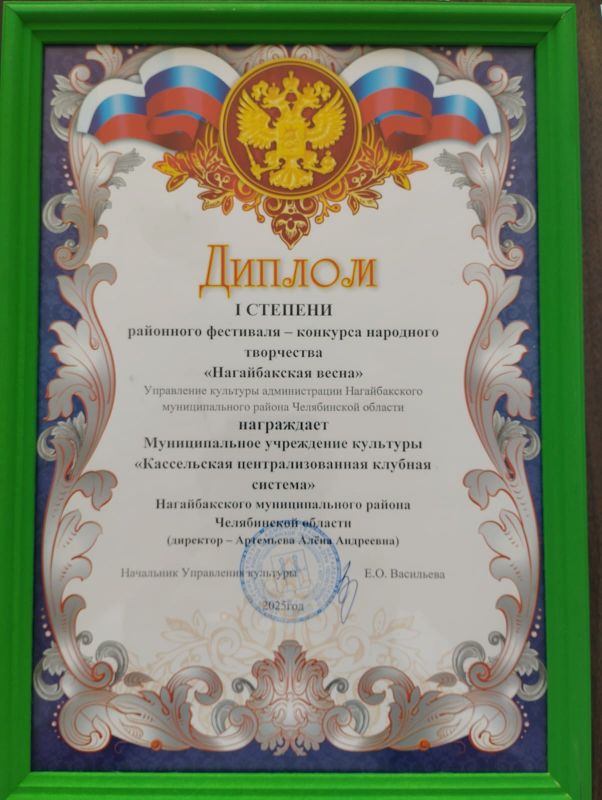 Диплом
I СТЕПЕНИ
районного фестиваля – конкурса народного
творчества
«Нагайбакская весна»
Управление культуры администрации Нагайбакского
муниципального района Челябинской области
награждает
Муниципальное учреждение культуры
«Кассельская централизованная клубная
система»
Нагайбакского муниципального района
Челябинской области
(директор – Артемьева Алёна Андреевна)
Начальник Управления культуры Е.О. Васильева
2025год